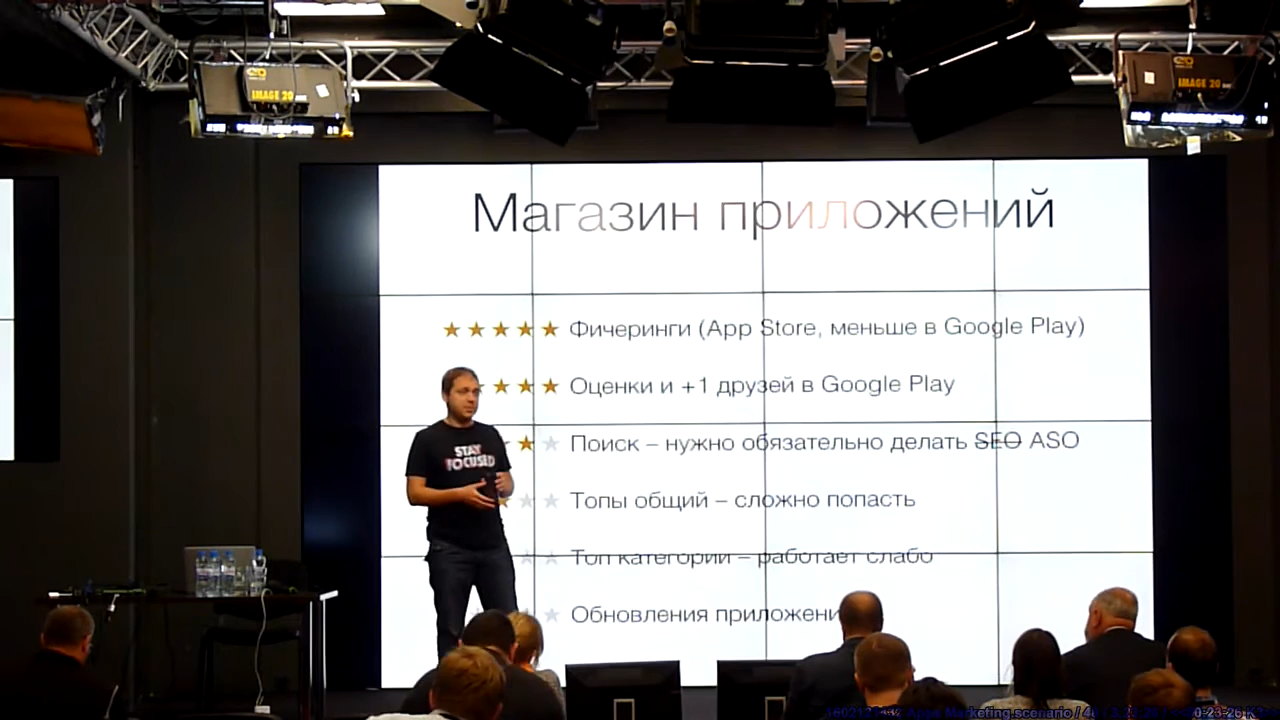 IMAGE 20
IMAGE 20
Магазин приложений
Фичеринги (App Store, меньше в Google Play)
Оценки и +1 друзей в Google Play
Поиск – нужно обязательно делать SEO ASO
Топы общий – сложно попасть
Топ категории – работает слабо
Обновления
STAY
FOCUSED